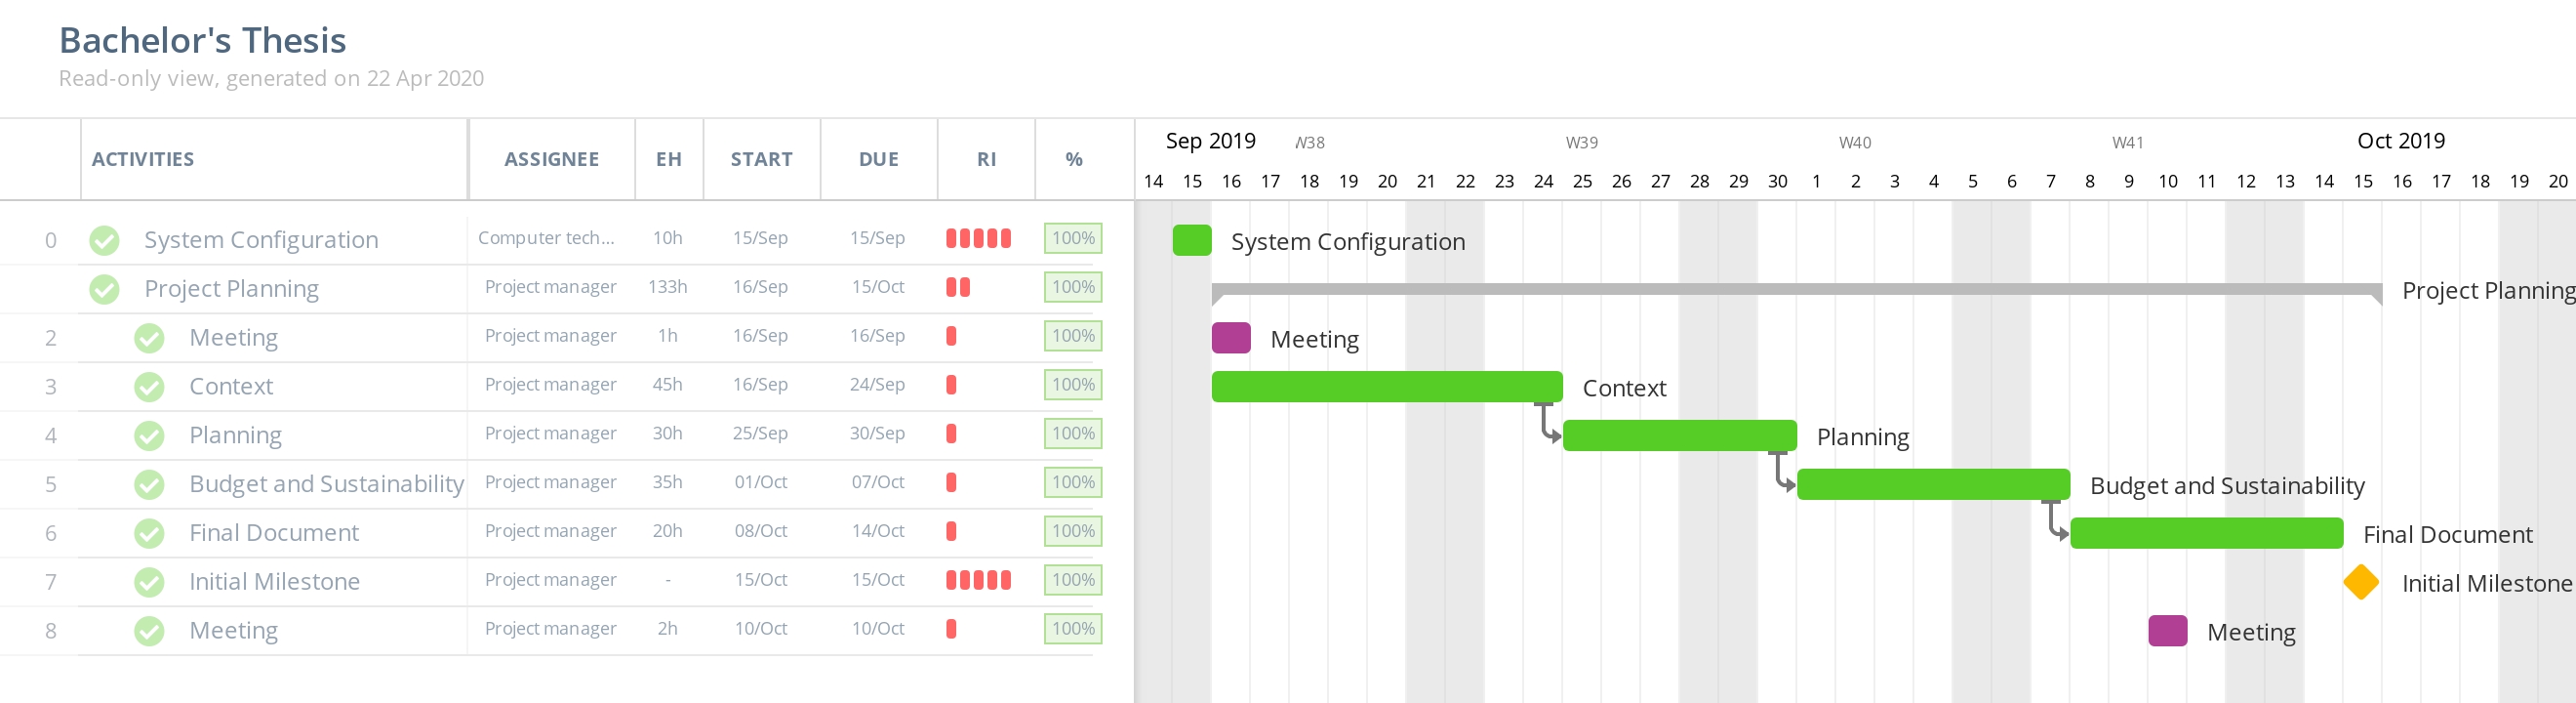 Bachelor's Thesis
Read-only view, generated on 22 Apr 2020
ACTIVITIES ASSIGNEE EH START DUE RI %
Sep 2019 W38 W39 W40 W41 Oct 2019
14 15 16 17 18 19 20 21 22 23 24 25 26 27 28 29 30 1 2 3 4 5 6 7 8 9 10 11 12 13 14 15 16 17 18 19 20
0 System Configuration Computer tech... 10h 15/Sep 15/Sep 100% System Configuration
Project Planning Project manager 133h 16/Sep 15/Oct 100% Project Planning
2 Meeting Project manager 1h 16/Sep 16/Sep 100% Meeting
3 Context Project manager 45h 16/Sep 24/Sep 100% Context
4 Planning Project manager 30h 25/Sep 30/Sep 100% Planning
5 Budget and Sustainability Project manager 35h 01/Oct 07/Oct 100% Budget and Sustainability
6 Final Document Project manager 20h 08/Oct 14/Oct 100% Final Document
7 Initial Milestone Project manager - 15/Oct 15/Oct 100% Initial Milestone
8 Meeting Project manager 2h 10/Oct 10/Oct 100% Meeting